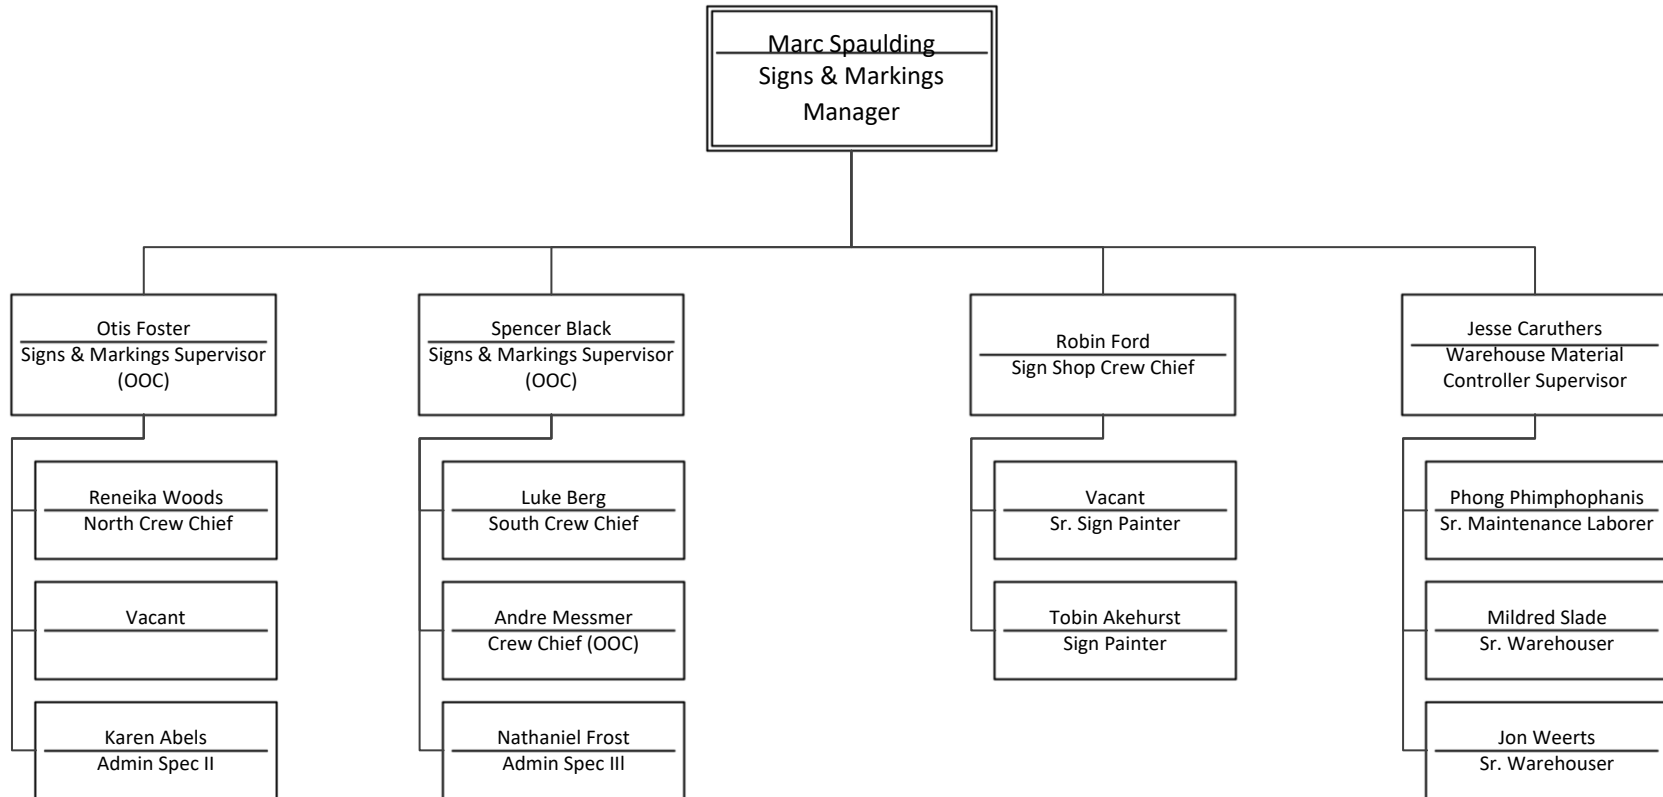 Marc Spaulding
Signs & Markings
Manager
Otis Foster
Signs & Markings Supervisor
(OOC)
Reneika Woods
North Crew Chief
Vacant
Karen Abels
Admin Spec II
Spencer Black
Signs & Markings Supervisor
(OOC)
Luke Berg
South Crew Chief
Andre Messmer
Crew Chief (OOC)
Nathaniel Frost
Admin Spec III
Robin Ford
Sign Shop Crew Chief
Vacant
Sr. Sign Painter
Tobin Akehurst
Sign Painter
Jesse Caruthers
Warehouse Material
Controller Supervisor
Phong Phimphophanis
Sr. Maintenance Laborer
Mildred Slade
Sr. Warehouser
Jon Weerts
Sr. Warehouser